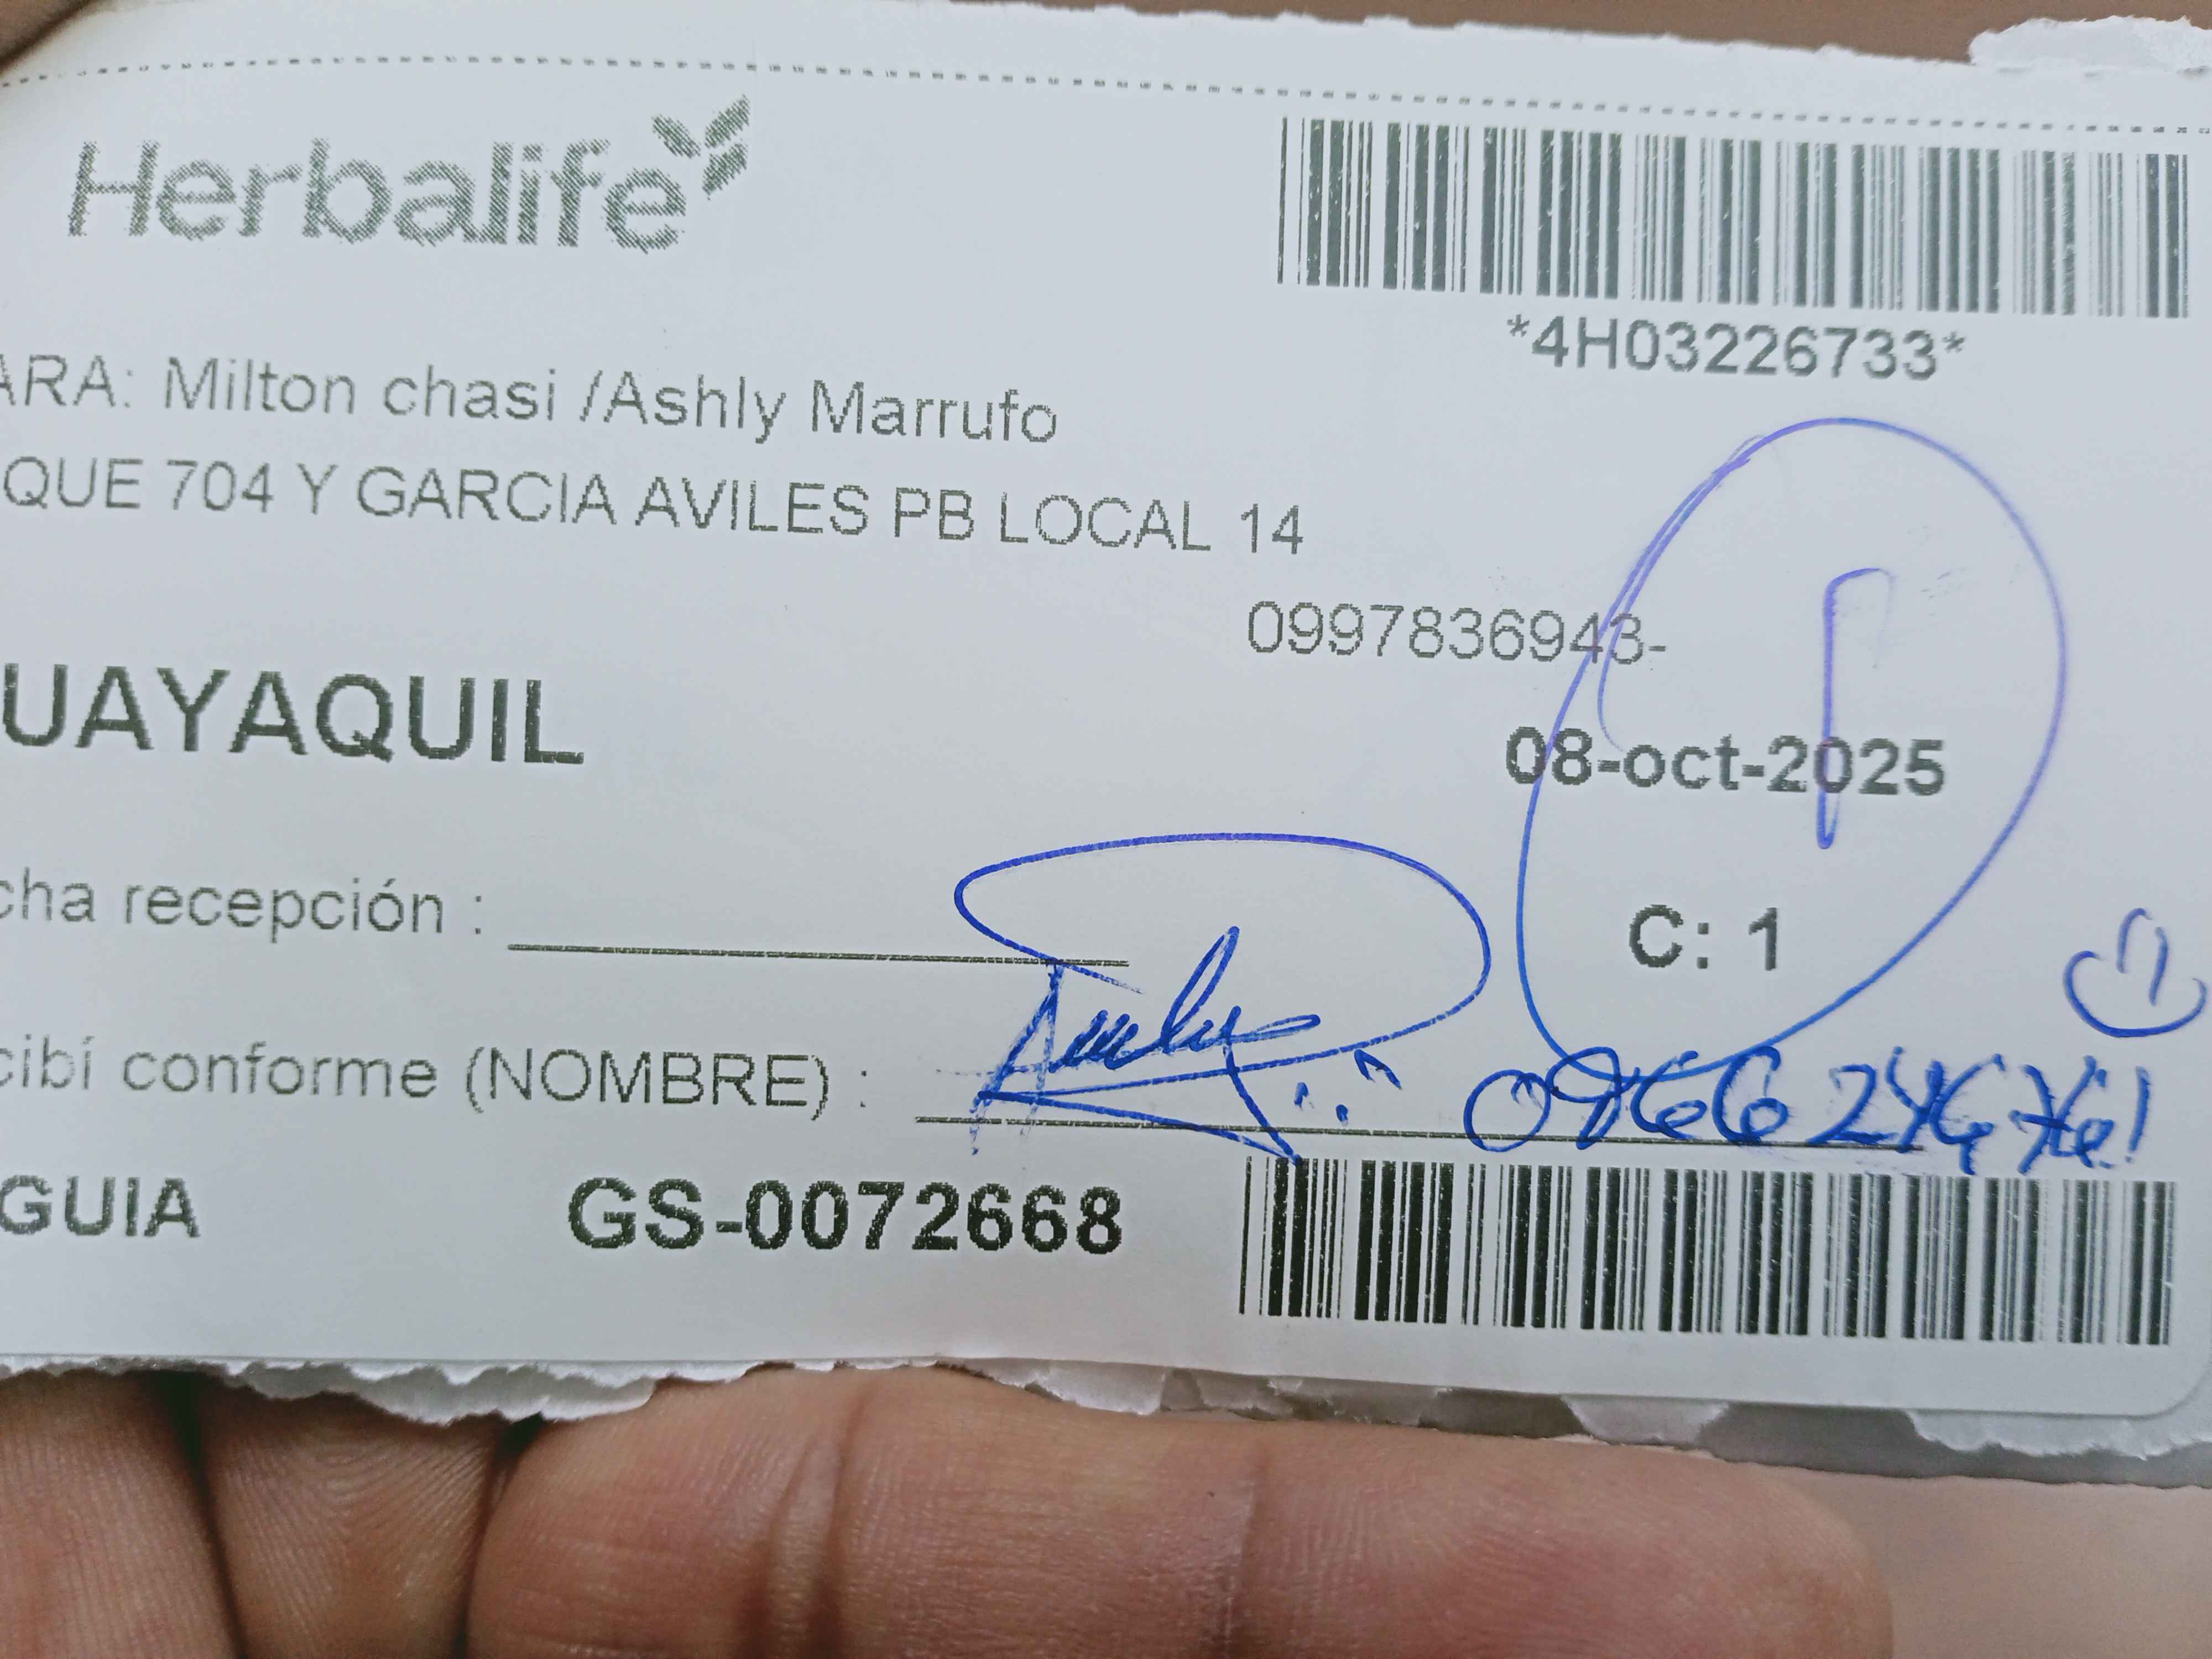 Herbalife
*4H03226733*
ARA: Milton chasi /Ashly Marrufo
QUE 704 Y GARCIA AVILES PB LOCAL 14
0997836943-
UAYAQUIL
08-oct-2025
cha recepción :
C: 1
cibí conforme (NOMBRE) :
GUIA GS-0072668